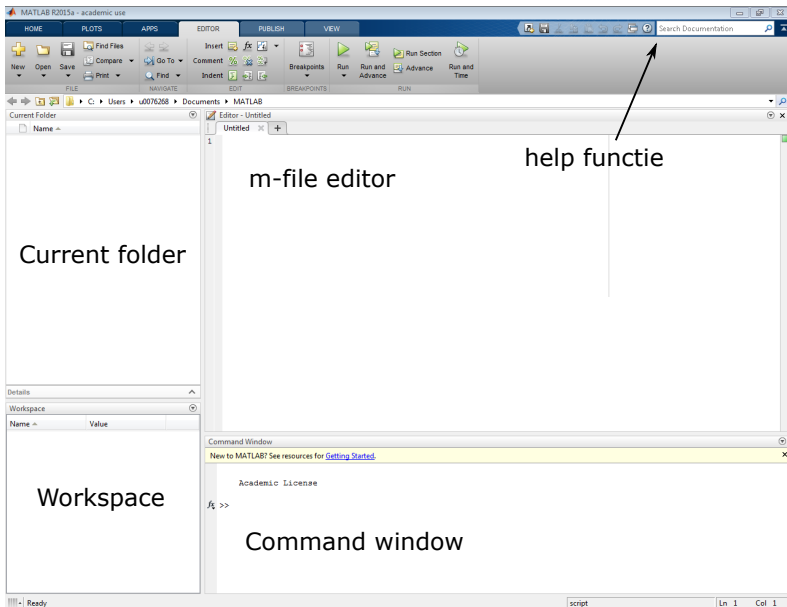 MATLAB R2015a - academic use
HOME PLOTS APPS EDITOR PUBLISH VIEW Search Documentation
New Open Save Find Files Compare Print Go To Find Insert Comment Indent Breakpoints Run Run and Advance Run Section Advance Run and Time
FILE NAVIGATE EDIT BREAKPOINTS RUN
C: Users u0076268 Documents MATLAB
Current Folder
Name
Editor - Untitled
Untitled
1
m-file editor
help functie
Current folder
Details
Workspace
Name Value
Workspace
Command Window
New to MATLAB? See resources for Getting Started.
Academic License
fx >>
Command window
Ready
script
Ln 1 Col 1